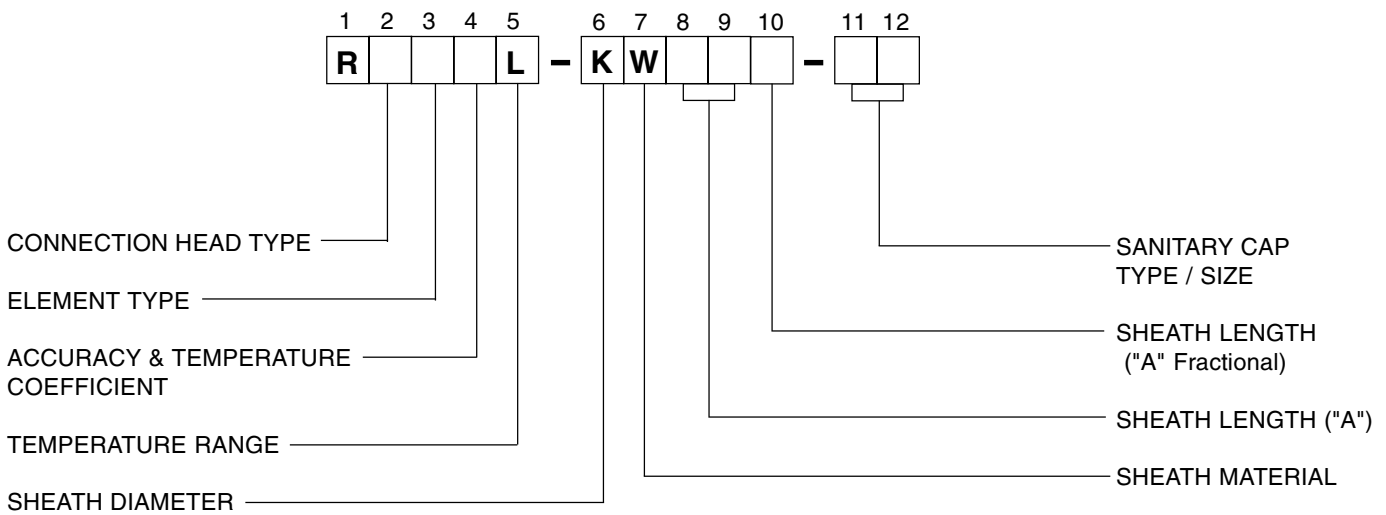 1 2 3 4 5 6 7 8 9 10 11 12
R L – K W –
CONNECTION HEAD TYPE
ELEMENT TYPE
ACCURACY & TEMPERATURE
COEFFICIENT
TEMPERATURE RANGE
SHEATH DIAMETER
SANITARY CAP
TYPE / SIZE
SHEATH LENGTH
("A" Fractional)
SHEATH LENGTH ("A")
SHEATH MATERIAL